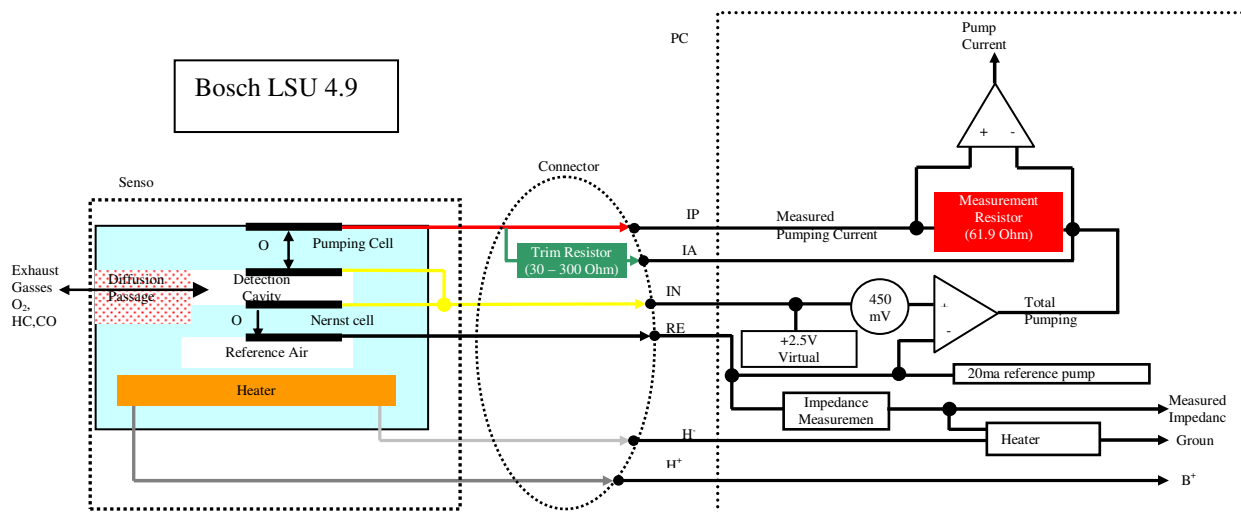 Bosch LSU 4.9
PC
Pump
Current
+ -
Connector
Senso
IP
Measured
Pumping Current
Measurement
Resistor
(61.9 Ohm)
O
Pumping Cell
Trim Resistor
(30 – 300 Ohm)
IA
Exhaust
Gasses
O2,
HC,CO
Diffusion
Passage
Detection
Cavity
IN
450
mV
+
-
Total
Pumping
O
Nernst cell
RE
+2.5V
Virtual
Reference Air
20ma reference pump
Heater
Impedance
Measuremen
Measured
Impedanc
H-
Heater
Groun
H+
B+